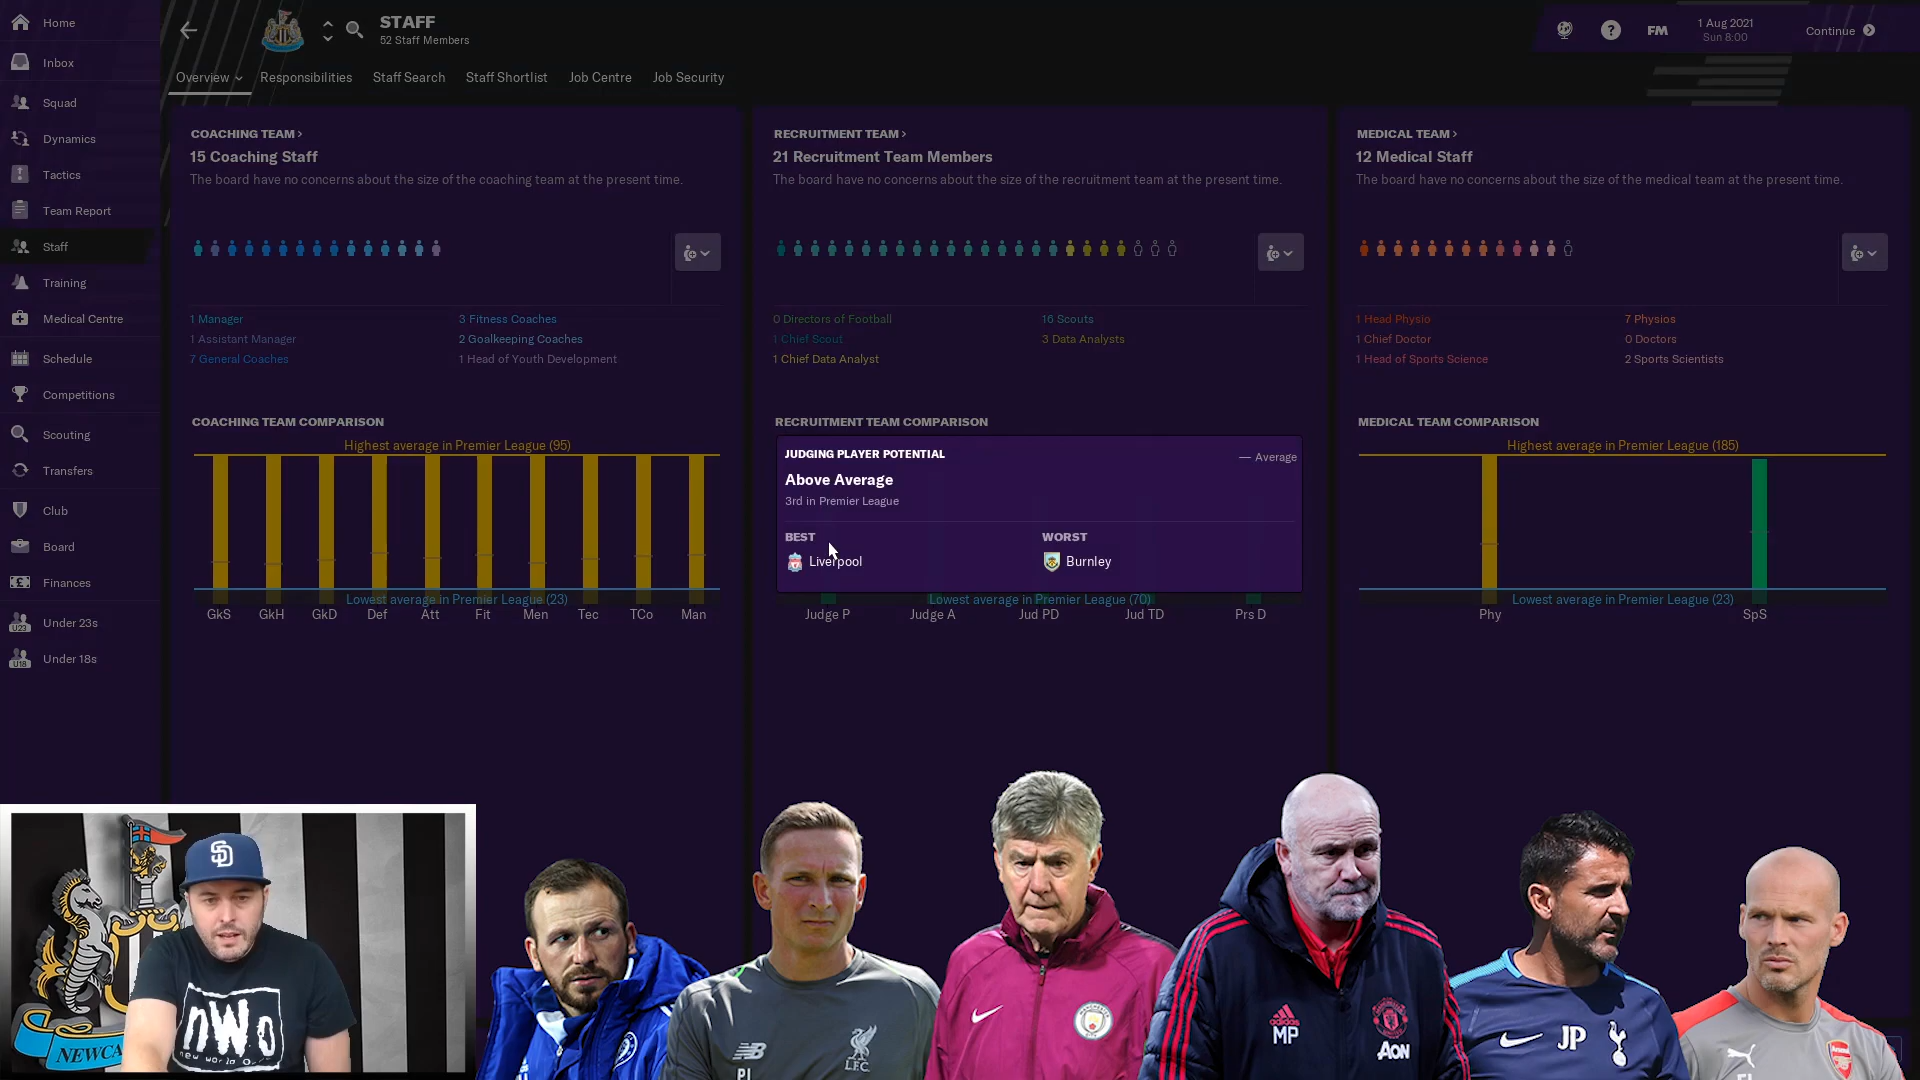 Home
Inbox
Squad
Dynamics
Tactics
Team Report
Staff
Training
Medical Centre
Schedule
Competitions
Scouting
Transfers
Club
Board
Finances
U23
Under 23s
U18
Under 18s
STAFF
52 Staff Members
?
FM
1 Aug 2021
Sun 8:00
Continue
Overview
Responsibilities
Staff Search
Staff Shortlist
Job Centre
Job Security
COACHING TEAM >
15 Coaching Staff
The board have no concerns about the size of the coaching team at the present time.
1 Manager
3 Fitness Coaches
1 Assistant Manager
2 Goalkeeping Coaches
7 General Coaches
1 Head of Youth Development
COACHING TEAM COMPARISON
Highest average in Premier League (95)
Lowest average in Premier League (23)
GkS GkH GkD Def Att Fit Men Tec TCo Man
RECRUITMENT TEAM >
21 Recruitment Team Members
The board have no concerns about the size of the recruitment team at the present time.
0 Directors of Football
16 Scouts
1 Chief Scout
3 Data Analysts
1 Chief Data Analyst
RECRUITMENT TEAM COMPARISON
JUDGING PLAYER POTENTIAL
— Average
Above Average
3rd in Premier League
BEST
WORST
Liverpool
Burnley
Lowest average in Premier League (70)
Judge P Judge A Jud PD Jud TD Prs D
MEDICAL TEAM >
12 Medical Staff
The board have no concerns about the size of the medical team at the present time.
1 Head Physio
7 Physios
1 Chief Doctor
0 Doctors
1 Head of Sports Science
2 Sports Scientists
MEDICAL TEAM COMPARISON
Highest average in Premier League (185)
Lowest average in Premier League (23)
Phy SpS
SD
nWo
new world O
NEWCA
NB
PL
L.F.C.
adidas
MP
AON
JP